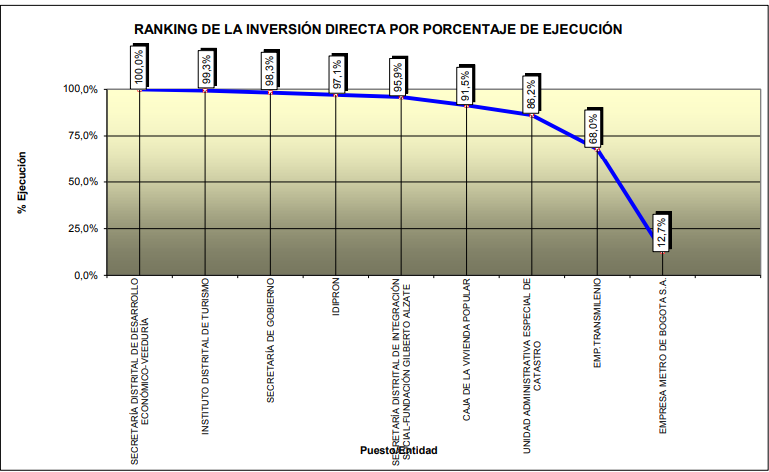 RANKING DE LA INVERSIÓN DIRECTA POR PORCENTAJE DE EJECUCIÓN
100,0%
99,3%
98,3%
97,1%
95,9%
91,5%
86,2%
68,0%
12,7%
100,0%
75,0%
50,0%
25,0%
0,0%
% Ejecución
SECRETARÍA DISTRITAL DE DESARROLLO
ECONÓMICO-VEEDURÍA
INSTITUTO DISTRITAL DE TURISMO
SECRETARÍA DE GOBIERNO
IDIPRON
SECRETARÍA DISTRITAL DE INTEGRACIÓN
SOCIAL-FUNDACIÓN GILBERTO ALZATE
CAJA DE LA VIVIENDA POPULAR
UNIDAD ADMINISTRATIVA ESPECIAL DE
CATASTRO
EMP.TRANSMILENIO
EMPRESA METRO DE BOGOTA S.A.
Puesto/Entidad